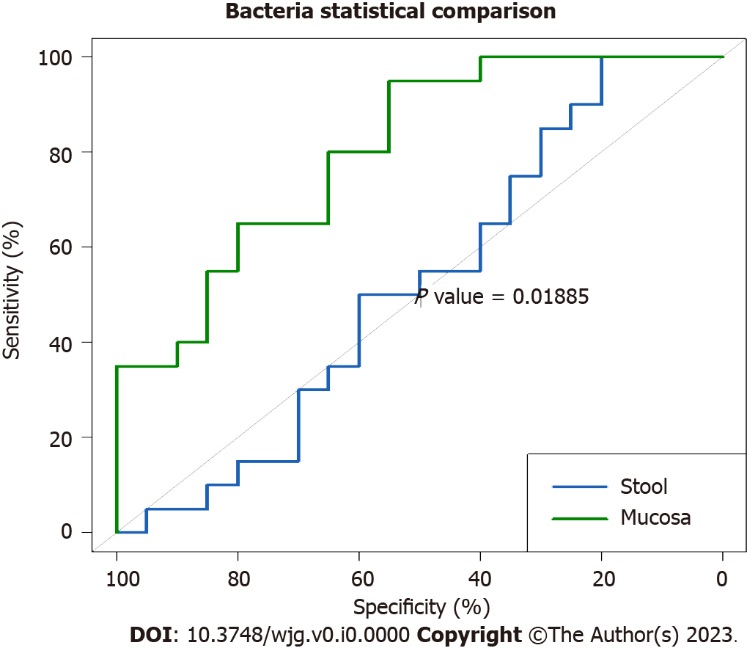 Bacteria statistical comparison
Sensitivity (%)
100
80
60
40
20
0
P value = 0.01885
Stool
Mucosa
100 80 60 40 20 0
Specificity (%)
DOI: 10.3748/wjg.v0.i0.0000 Copyright ©The Author(s) 2023.